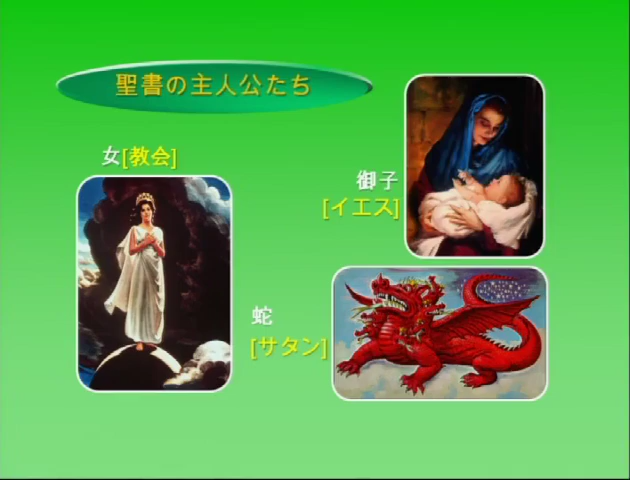 聖書の主人公たち
女[教会]
御子
[イエス]
蛇
[サタン]